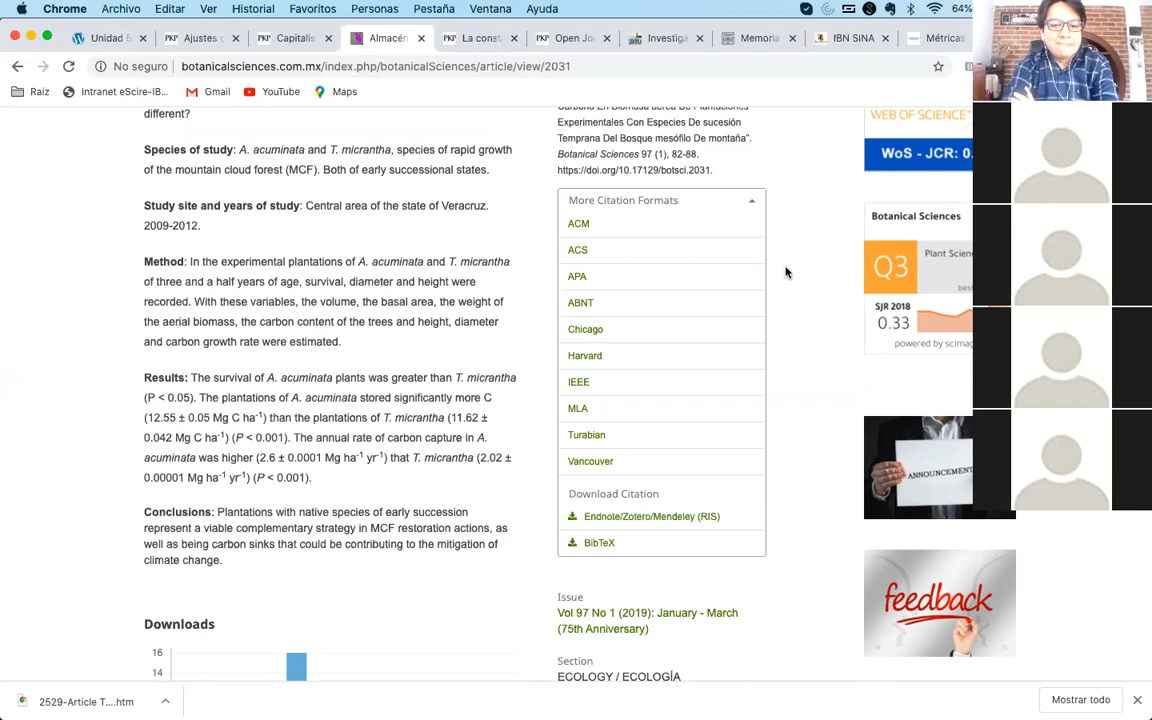 Chrome Archivo Editar Ver Historial Favoritos Personas Pestaña Ventana Ayuda 64%
Unidad 5 Ajustes d Capitalis Almacén La const Open Jo Investiga Memoria IBN SINA Métricas
No seguro botanicalsciences.com.mx/index.php/botanicalSciences/article/view/2031
Raíz Intranet eScire-IB... Gmail YouTube Maps
different?
Species of study: A. acuminata and T. micrantha, species of rapid growth
of the mountain cloud forest (MCF). Both of early successional states.
Study site and years of study: Central area of the state of Veracruz.
2009-2012.
Method: In the experimental plantations of A. acuminata and T. micrantha
of three and a half years of age, survival, diameter and height were
recorded. With these variables, the volume, the basal area, the weight of
the aerial biomass, the carbon content of the trees and height, diameter
and carbon growth rate were estimated.
Results: The survival of A. acuminata plants was greater than T. micrantha
(P < 0.05). The plantations of A. acuminata stored significantly more C
(12.55 ± 0.05 Mg C ha-1) than the plantations of T. micrantha (11.62 ±
0.042 Mg C ha-1) (P < 0.001). The annual rate of carbon capture in A.
acuminata was higher (2.6 ± 0.0001 Mg ha-1 yr-1) that T. micrantha (2.02 ±
0.00001 Mg ha-1 yr-1) (P < 0.001).
Conclusions: Plantations with native species of early succession
represent a viable complementary strategy in MCF restoration actions, as
well as being carbon sinks that could be contributing to the mitigation of
climate change.
Downloads
16
14
Carbono En Biomasa aérea De Plantaciones
Experimentales Con Especies De sucesión
Temprana Del Bosque mesófilo De montaña".
Botanical Sciences 97 (1), 82-88.
https://doi.org/10.17129/botsci.2031.
More Citation Formats
ACM
ACS
APA
ABNT
Chicago
Harvard
IEEE
MLA
Turabian
Vancouver
Download Citation
Endnote/Zotero/Mendeley (RIS)
BibTeX
Issue
Vol 97 No 1 (2019): January - March
(75th Anniversary)
Section
ECOLOGY / ECOLOGÍA
WEB OF SCIENCE™
WoS - JCR: 0.
Botanical Sciences
Q3
Plant Scien
bes
SJR 2018
0.33
powered by scimag
ANNOUNCEMENT
feedback
2529-Article T....htm
Mostrar todo